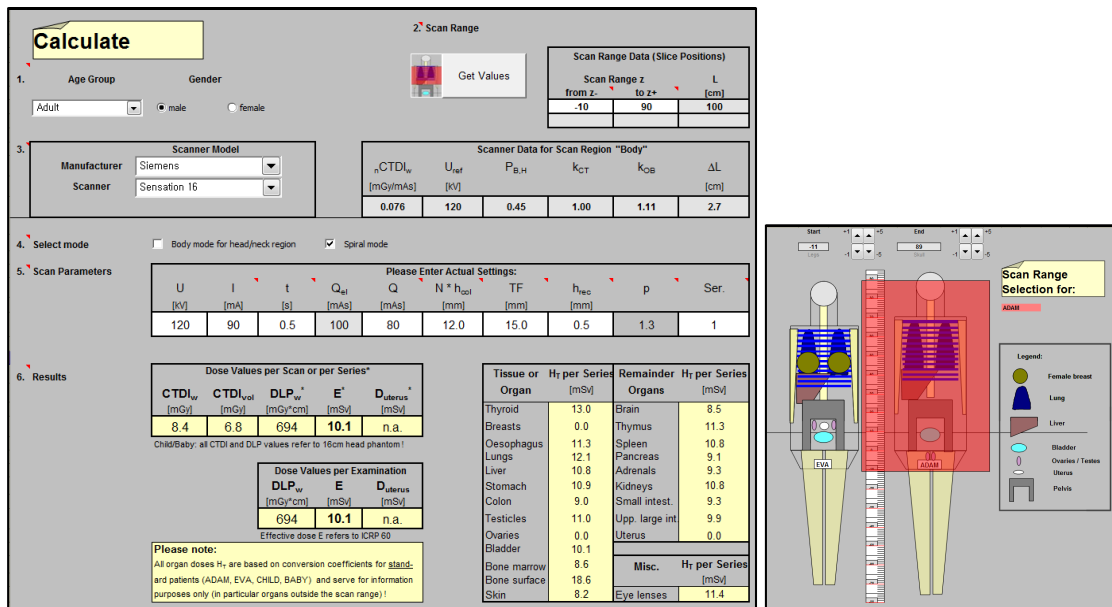 Calculate
2. Scan Range
Get Values
Scan Range Data (Slice Positions)
Scan Range z L
from z- to z+ [cm]
-10 90 100
1. Age Group Gender
Adult male female
3. Scanner Model
Manufacturer Siemens
Scanner Sensation 16
Scanner Data for Scan Region "Body"
nCTDIw Uref PB,H kCT kOB ΔL
[mGy/mAs] [kV] [cm]
0.076 120 0.45 1.00 1.11 2.7
4. Select mode Body mode for head/neck region Spiral mode
5. Scan Parameters Please Enter Actual Settings:
U I t Qel Q N * hcol TF hrec p Ser.
[kV] [mA] [s] [mAs] [mAs] [mm] [mm] [mm]
120 90 0.5 100 80 12.0 15.0 0.5 1.3 1
6. Results
Dose Values per Scan or per Series*
CTDIw CTDIvol DLPw* E* Duterus*
[mGy] [mGy] [mGy*cm] [mSv] [mSv]
8.4 6.8 694 10.1 n.a.
Child/Baby: all CTDI and DLP values refer to 16cm head phantom !
Dose Values per Examination
DLPw E Duterus
[mGy*cm] [mSv] [mSv]
694 10.1 n.a.
Effective dose E refers to ICRP 60
Please note:
All organ doses HT are based on conversion coefficients for stand-
ard patients (ADAM, EVA, CHILD, BABY) and serve for information
purposes only (in particular organs outside the scan range) !
Tissue or HT per Series Remainder HT per Series
Organ [mSv] Organs [mSv]
Thyroid 13.0 Brain 8.5
Breasts 0.0 Thymus 11.3
Oesophagus 11.3 Spleen 10.8
Lungs 12.1 Pancreas 9.1
Liver 10.8 Adrenals 9.3
Stomach 10.9 Kidneys 10.8
Colon 9.0 Small intest. 9.3
Testicles 11.0 Upp. large int. 9.9
Ovaries 0.0 Uterus 0.0
Bladder 10.1
Bone marrow 8.6 Misc. HT per Series
Bone surface 18.6 [mSv]
Skin 8.2 Eye lenses 11.4
Start +1 +5 End +1 +5
-11 89
Legs -1 -5 Skull -1 -5
Scan Range
Selection for:
ADAM
Legend:
Female breast
Lung
Liver
Bladder
Ovaries / Testes
Uterus
Pelvis
EVA ADAM